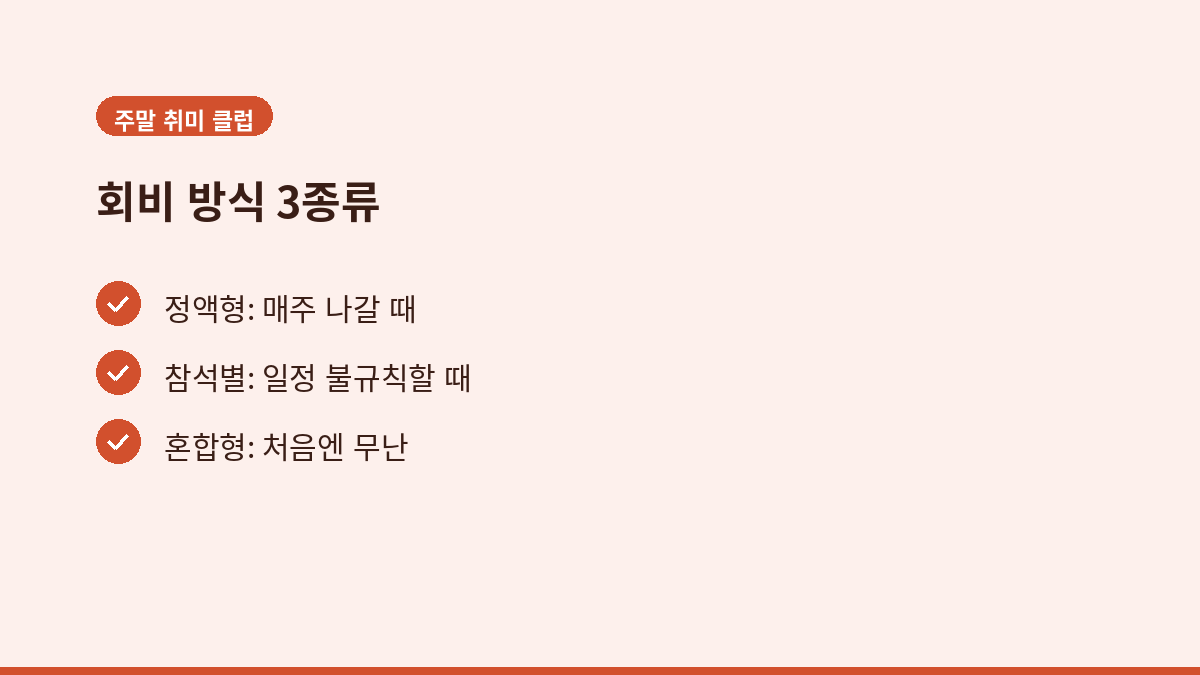 주말 취미 클럽
회비 방식 3종류
정액형: 매주 나갈 때
참석별: 일정 불규칙할 때
혼합형: 처음엔 무난